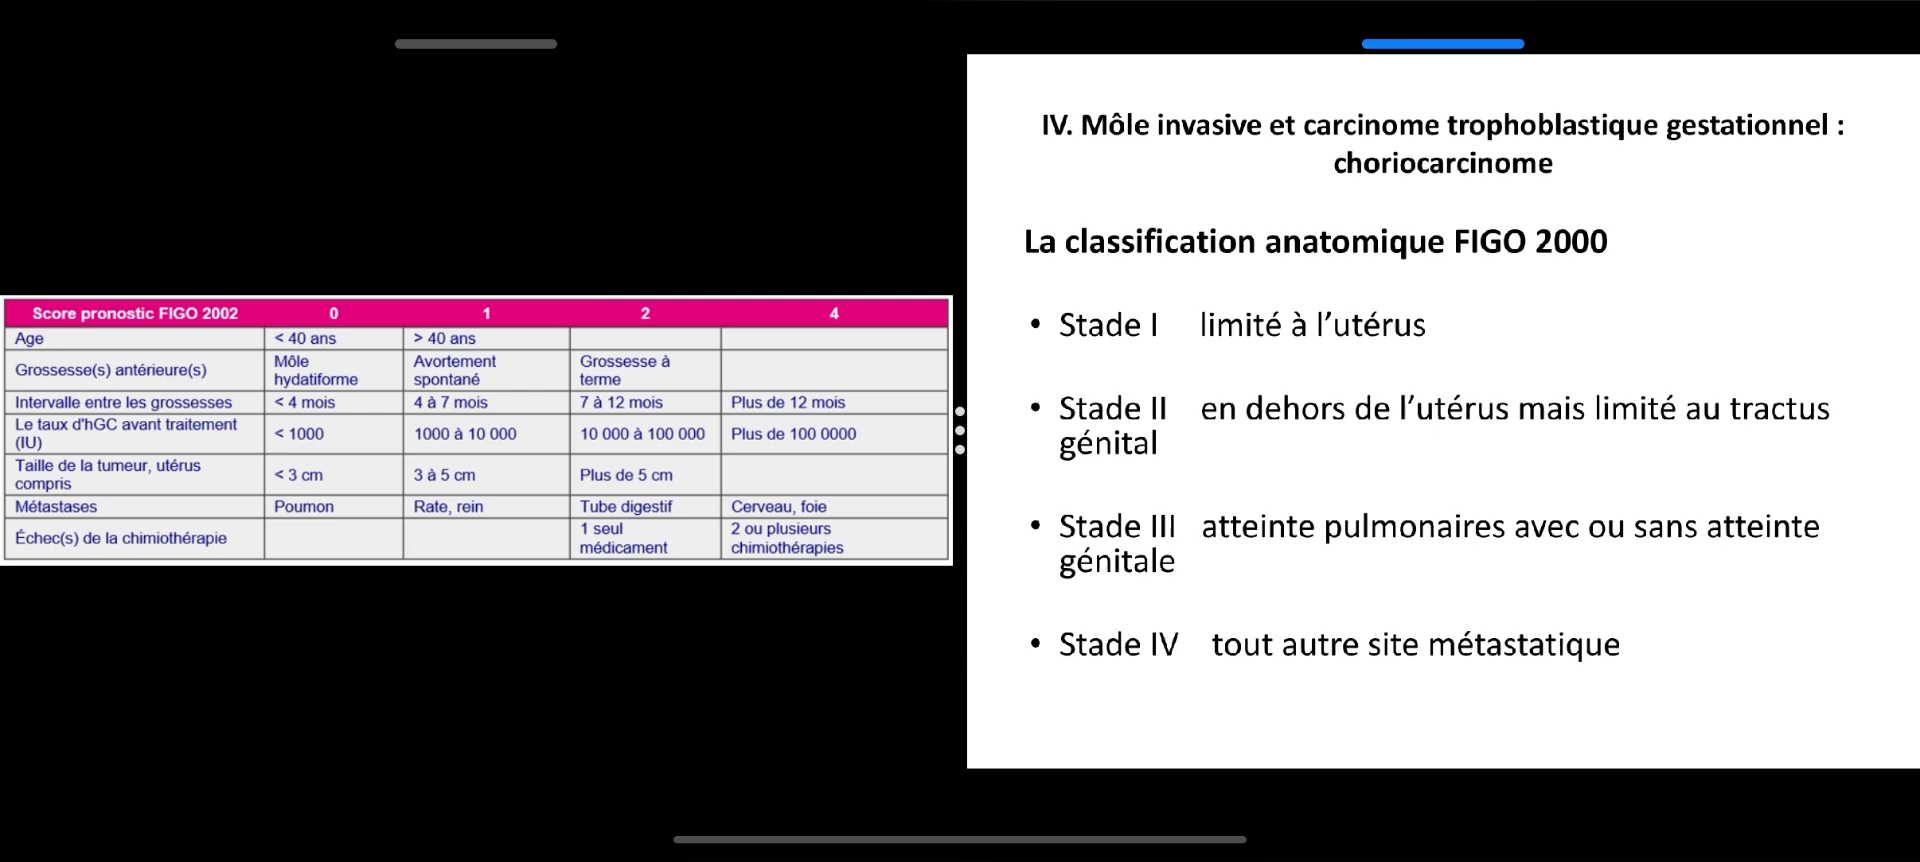 Score pronostic FIGO 2002 0 1 2 4
Age < 40 ans > 40 ans
Grossesse(s) antérieure(s) Môle hydatiforme Avortement spontané Grossesse à terme
Intervalle entre les grossesses < 4 mois 4 à 7 mois 7 à 12 mois Plus de 12 mois
Le taux d'hGC avant traitement (IU) < 1000 1000 à 10 000 10 000 à 100 000 Plus de 100 0000
Taille de la tumeur, utérus compris < 3 cm 3 à 5 cm Plus de 5 cm
Métastases Poumon Rate, rein Tube digestif Cerveau, foie
Échec(s) de la chimiothérapie 1 seul médicament 2 ou plusieurs chimiothérapies
IV. Môle invasive et carcinome trophoblastique gestationnel :
choriocarcinome
La classification anatomique FIGO 2000
• Stade I limité à l’utérus
• Stade II en dehors de l’utérus mais limité au tractus
génital
• Stade III atteinte pulmonaires avec ou sans atteinte
génitale
• Stade IV tout autre site métastatique